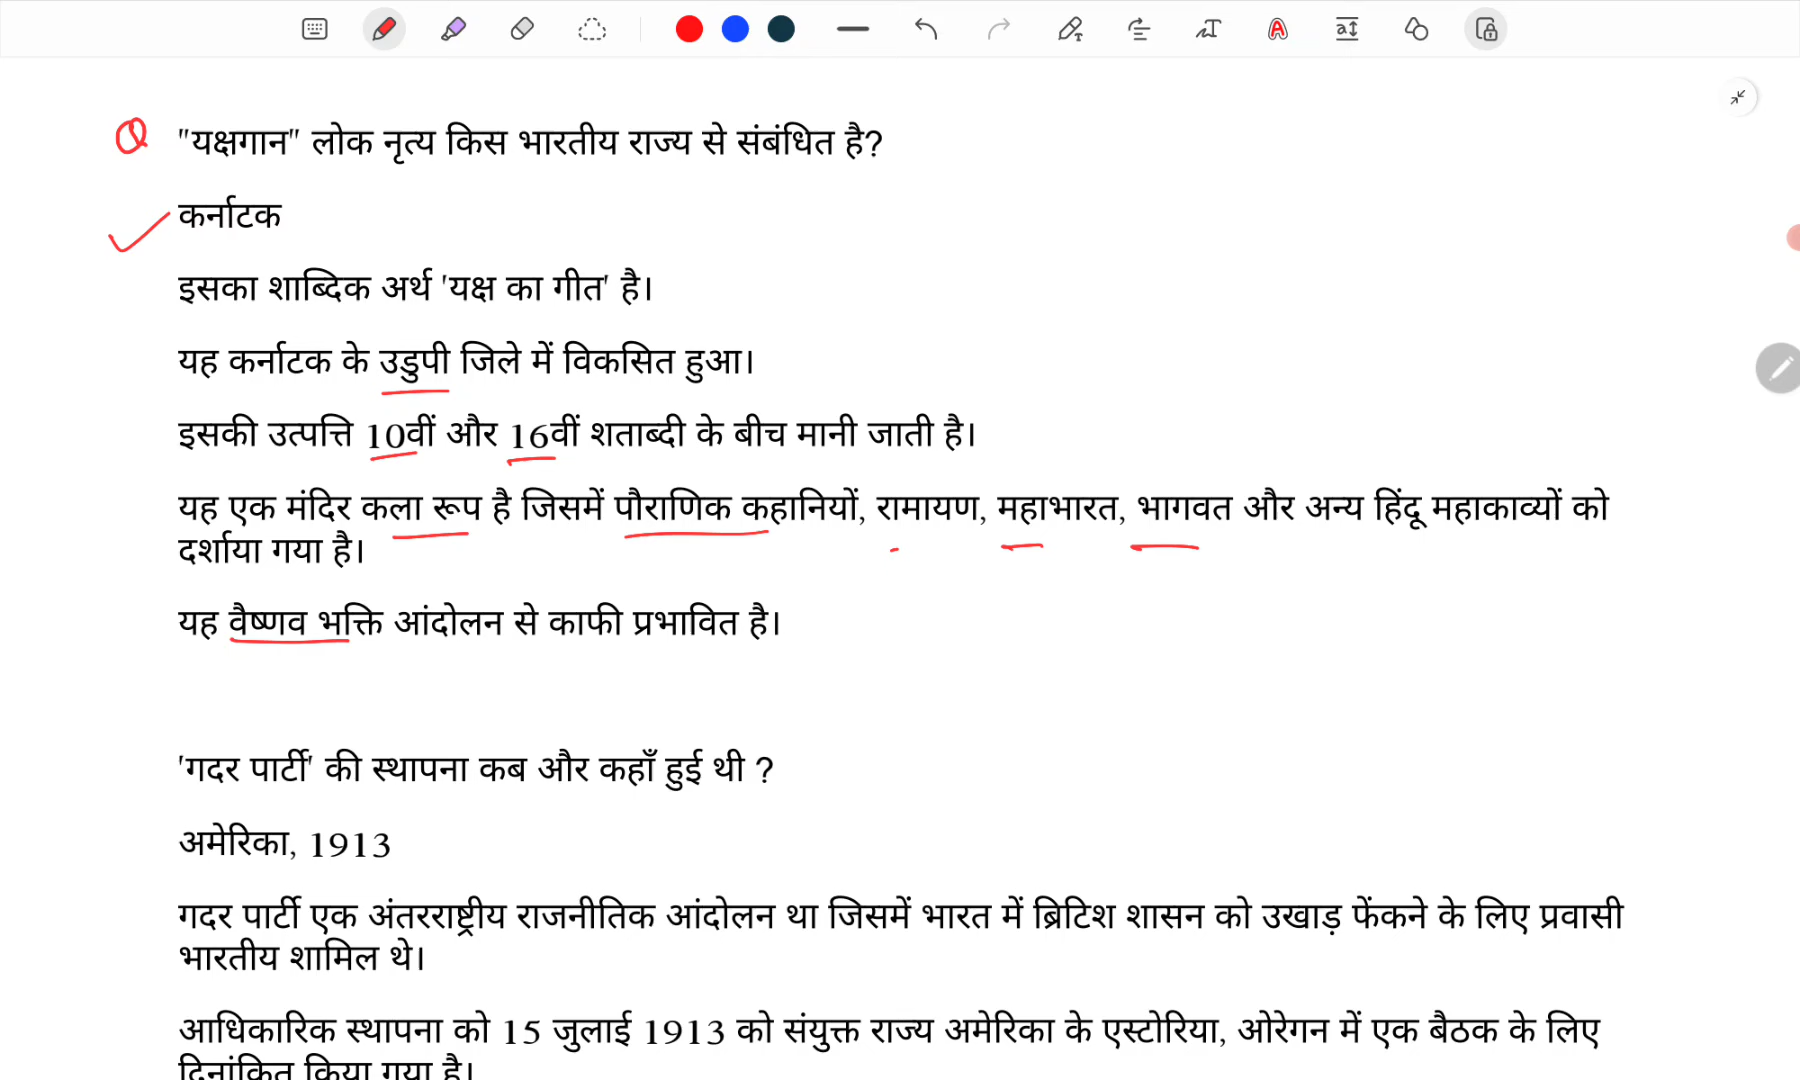 Q "यक्षगान" लोक नृत्य किस भारतीय राज्य से संबंधित है?
कर्नाटक
इसका शाब्दिक अर्थ 'यक्ष का गीत' है।
यह कर्नाटक के उडुपी जिले में विकसित हुआ।
इसकी उत्पत्ति 10वीं और 16वीं शताब्दी के बीच मानी जाती है।
यह एक मंदिर कला रूप है जिसमें पौराणिक कहानियों, रामायण, महाभारत, भागवत और अन्य हिंदू महाकाव्यों को
दर्शाया गया है।
यह वैष्णव भक्ति आंदोलन से काफी प्रभावित है।
'गदर पार्टी' की स्थापना कब और कहाँ हुई थी ?
अमेरिका, 1913
गदर पार्टी एक अंतरराष्ट्रीय राजनीतिक आंदोलन था जिसमें भारत में ब्रिटिश शासन को उखाड़ फेंकने के लिए प्रवासी
भारतीय शामिल थे।
आधिकारिक स्थापना को 15 जुलाई 1913 को संयुक्त राज्य अमेरिका के एस्टोरिया, ओरेगन में एक बैठक के लिए
दिनांकित किया गया है।